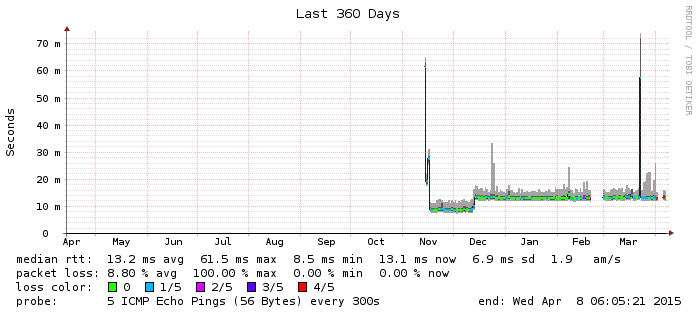 Last 360 Days
RRDTOOL / TOBI OETIKER
Seconds
70 m
60 m
50 m
40 m
30 m
20 m
10 m
0
Apr May Jun Jul Aug Sep Oct Nov Dec Jan Feb Mar
median rtt: 13.2 ms avg 61.5 ms max 8.5 ms min 13.1 ms now 6.9 ms sd 1.9 am/s
packet loss: 8.80 % avg 100.00 % max 0.00 % min 0.00 % now
loss color: 0 1/5 2/5 3/5 4/5
probe: 5 ICMP Echo Pings (56 Bytes) every 300s end: Wed Apr 8 06:05:21 2015